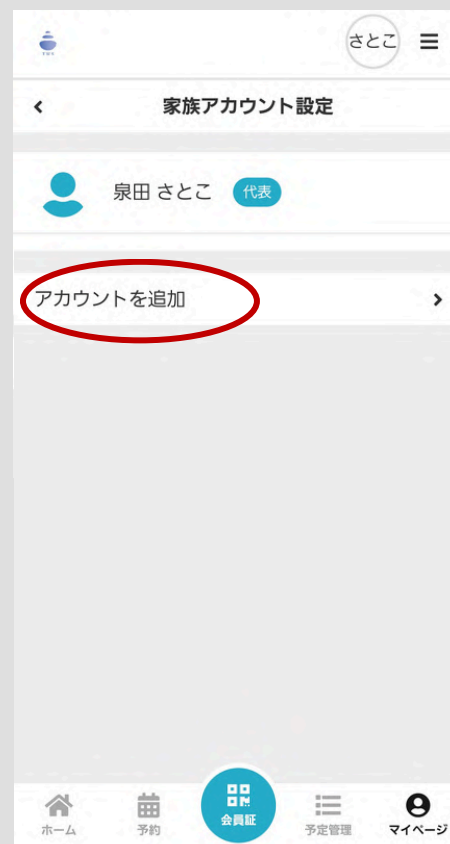 さとこ
家族アカウント設定
泉田 さとこ 代表
アカウントを追加
ホーム 予約 会員証 予定管理 マイページ